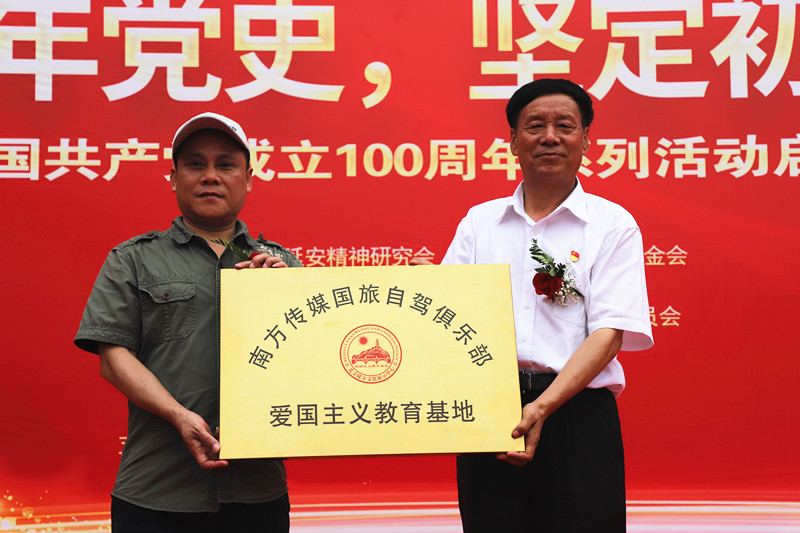 年党史，坚定初
国共产党成立100周年系列活动启
延安精神研究会
金会
员会
南方传媒国旅自驾俱乐部
爱国主义教育基地